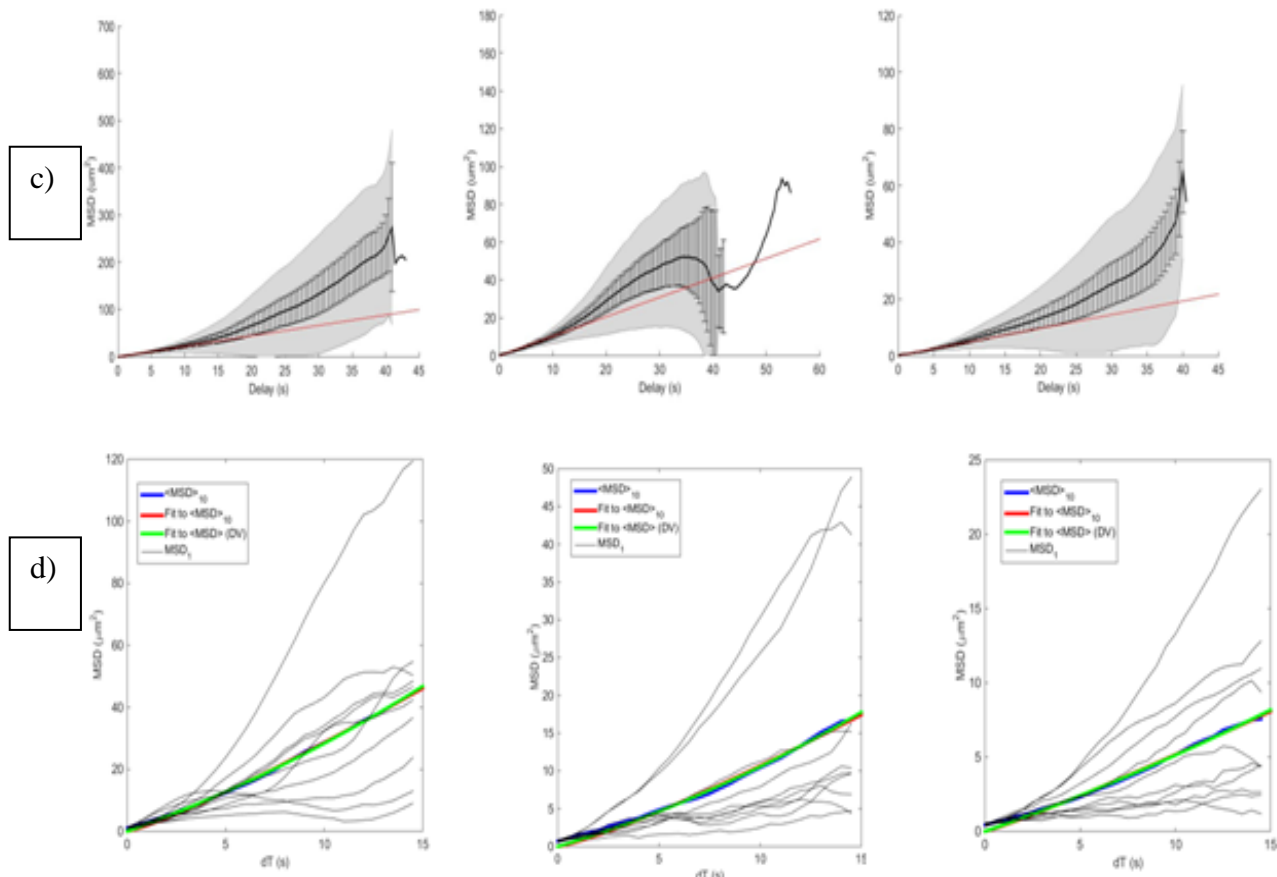 c)
MSD (um²)
700
600
500
400
300
200
100
0
0 5 10 15 20 25 30 35 40 45
Delay (s)
MSD (um²)
180
160
140
120
100
80
60
40
20
0
0 10 20 30 40 50 60
Delay (s)
MSD (um²)
120
100
80
60
40
20
0
0 5 10 15 20 25 30 35 40 45
Delay (s)
d)
MSD (μm²)
120
100
80
60
40
20
0
<MSD>₁₀
Fit to <MSD>₁₀
Fit to <MSD> (DV)
MSD₁
0 5 10 15
dT (s)
MSD (μm²)
50
45
40
35
30
25
20
15
10
5
0
<MSD>₁₀
Fit to <MSD>₁₀
Fit to <MSD> (DV)
MSD₁
0 5 10 15
dT (s)
MSD (μm²)
25
20
15
10
5
0
<MSD>₁₀
Fit to <MSD>₁₀
Fit to <MSD> (DV)
MSD₁
0 5 10 15
dT (s)